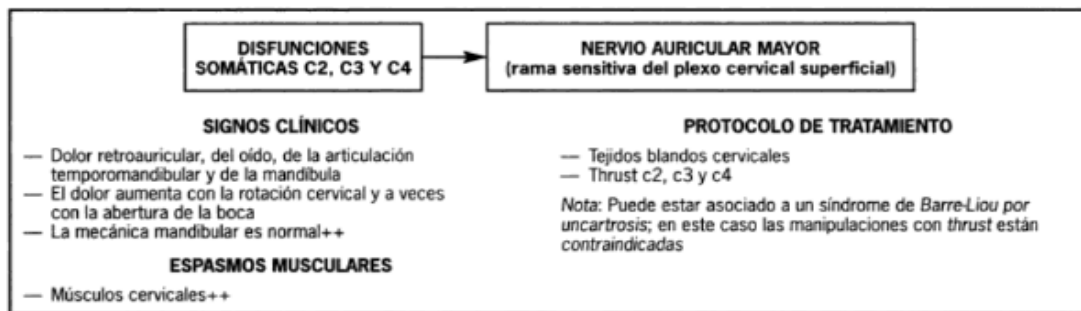 DISFUNCIONES
SOMÁTICAS C2, C3 Y C4
NERVIO AURICULAR MAYOR
(rama sensitiva del plexo cervical superficial)
SIGNOS CLÍNICOS
— Dolor retroauricular, del oído, de la articulación
temporomandibular y de la mandíbula
— El dolor aumenta con la rotación cervical y a veces
con la abertura de la boca
— La mecánica mandibular es normal++
ESPASMOS MUSCULARES
— Músculos cervicales++
PROTOCOLO DE TRATAMIENTO
— Tejidos blandos cervicales
— Thrust c2, c3 y c4
Nota: Puede estar asociado a un síndrome de Barre-Liou por
uncartrosis; en este caso las manipulaciones con thrust están
contraindicadas